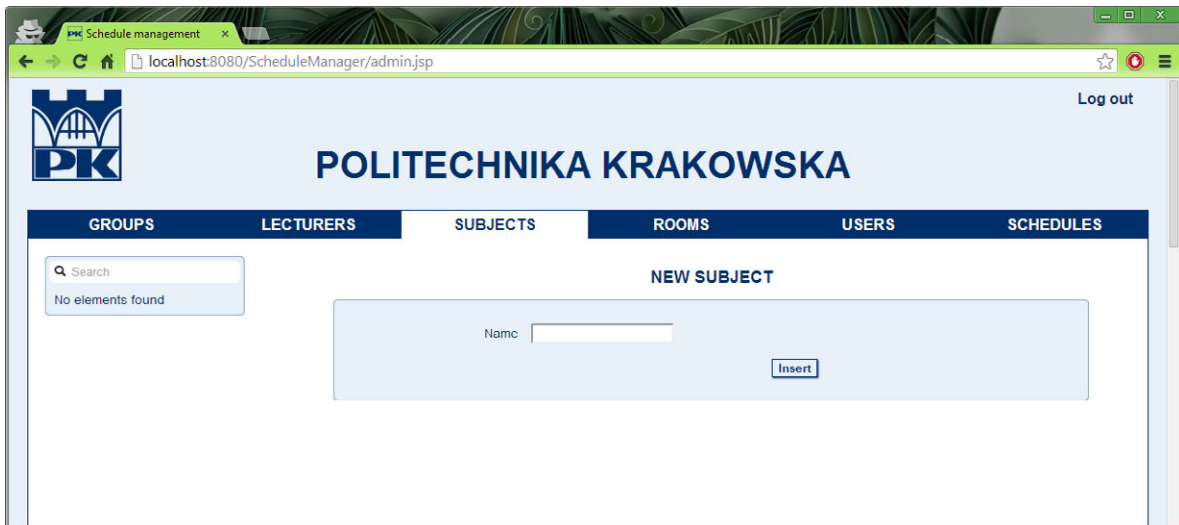 PK Schedule management
localhost:8080/ScheduleManager/admin.jsp
Log out
PK
POLITECHNIKA KRAKOWSKA
GROUPS LECTURERS SUBJECTS ROOMS USERS SCHEDULES
Search
No elements found
NEW SUBJECT
Name
Insert